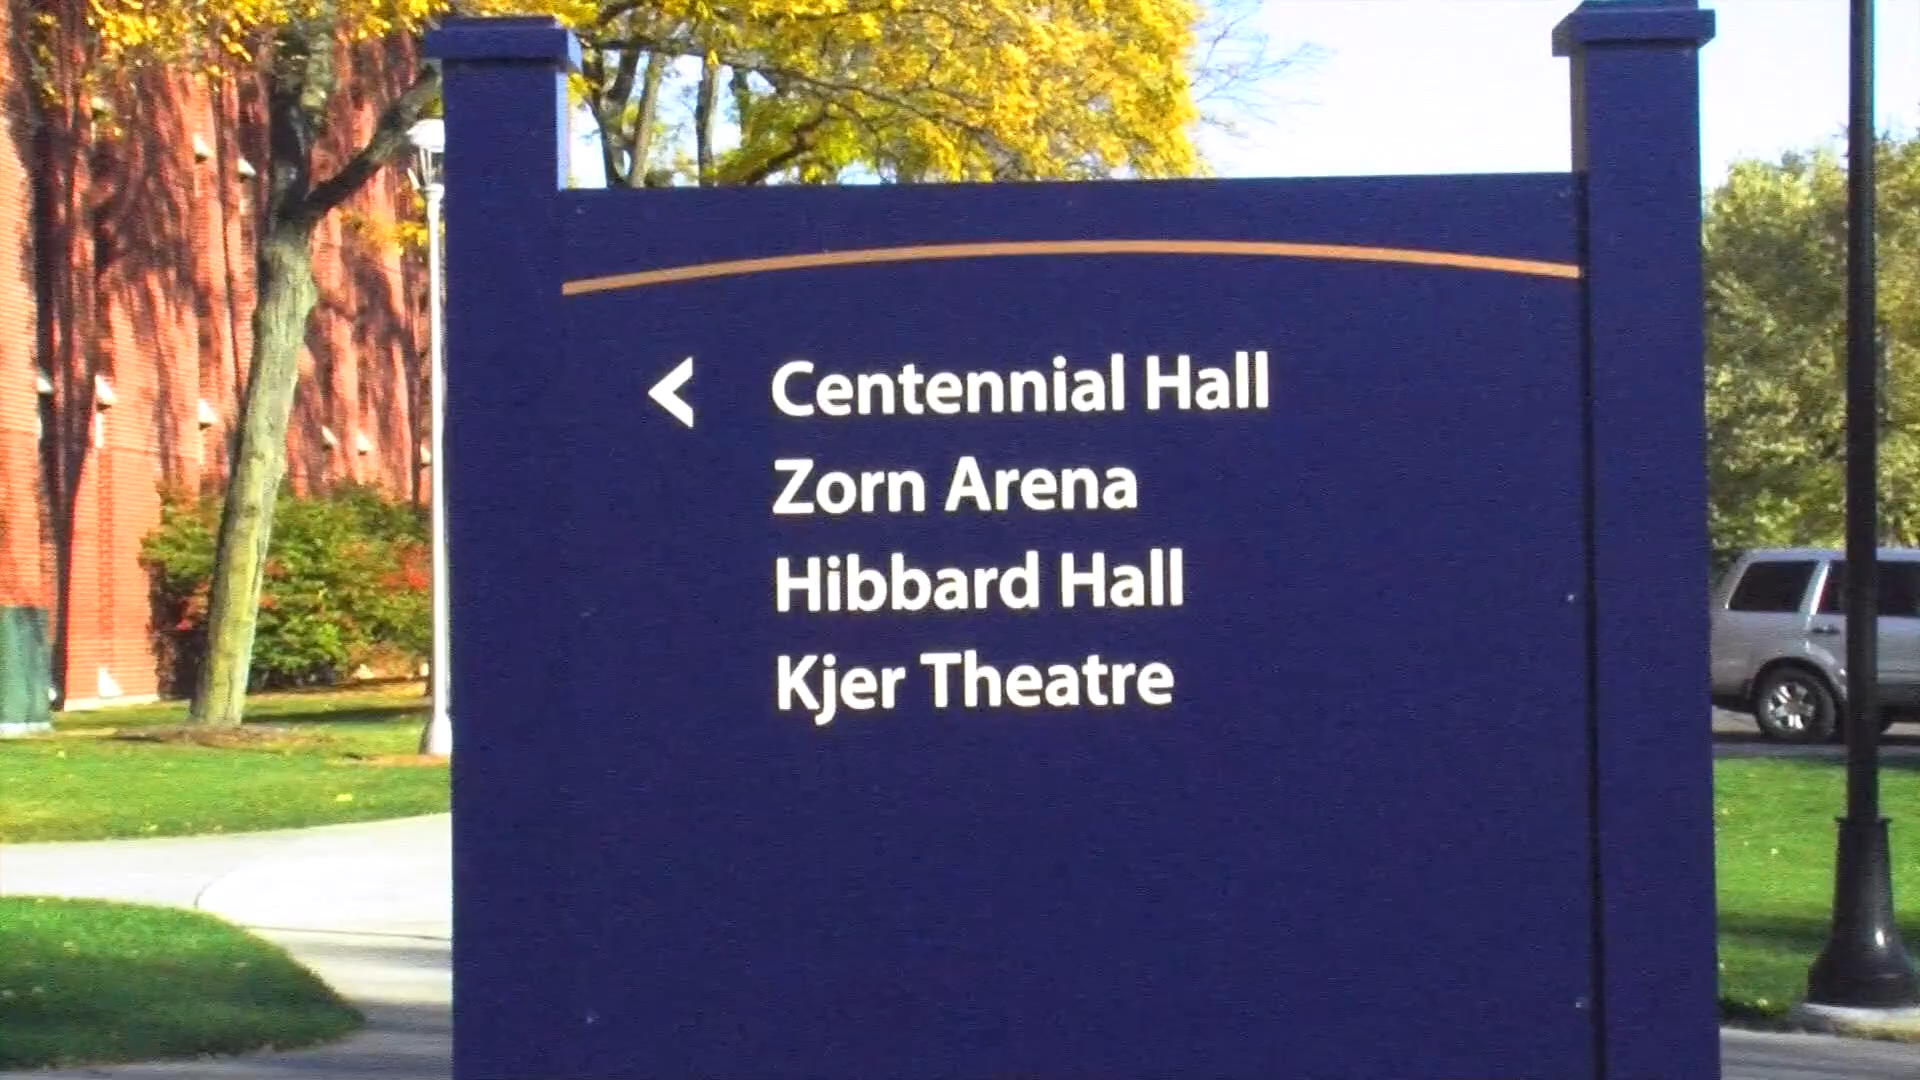 < Centennial Hall
Zorn Arena
Hibbard Hall
Kjer Theatre